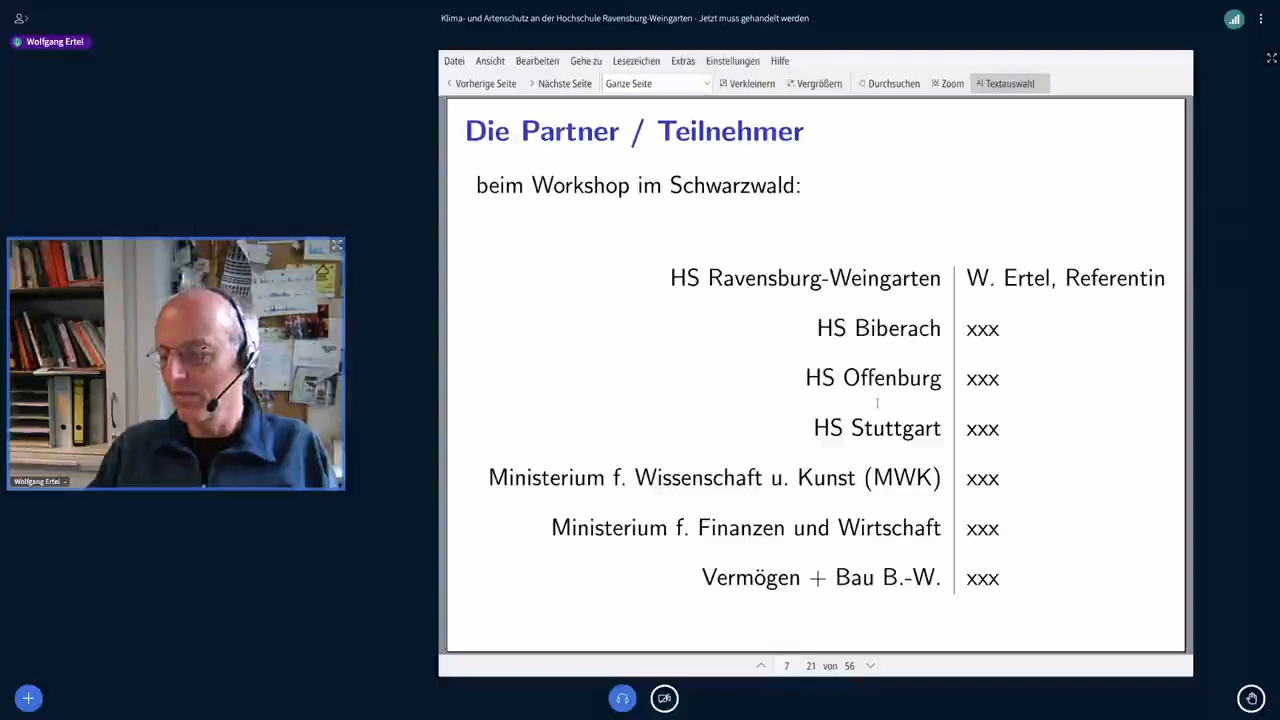 Klima- und Artenschutz an der Hochschule Ravensburg-Weingarten - Jetzt muss gehandelt werden
Wolfgang Ertel
Datei Ansicht Bearbeiten Gehe zu Lesezeichen Extras Einstellungen Hilfe
Vorherige Seite Nächste Seite Ganze Seite Verkleinern Vergrößern Durchsuchen Zoom Textauswahl
Die Partner / Teilnehmer
beim Workshop im Schwarzwald:
HS Ravensburg-Weingarten W. Ertel, Referentin
HS Biberach xxx
HS Offenburg xxx
HS Stuttgart xxx
Ministerium f. Wissenschaft u. Kunst (MWK) xxx
Ministerium f. Finanzen und Wirtschaft xxx
Vermögen + Bau B.-W. xxx
Wolfgang Ertel
7 21 von 56